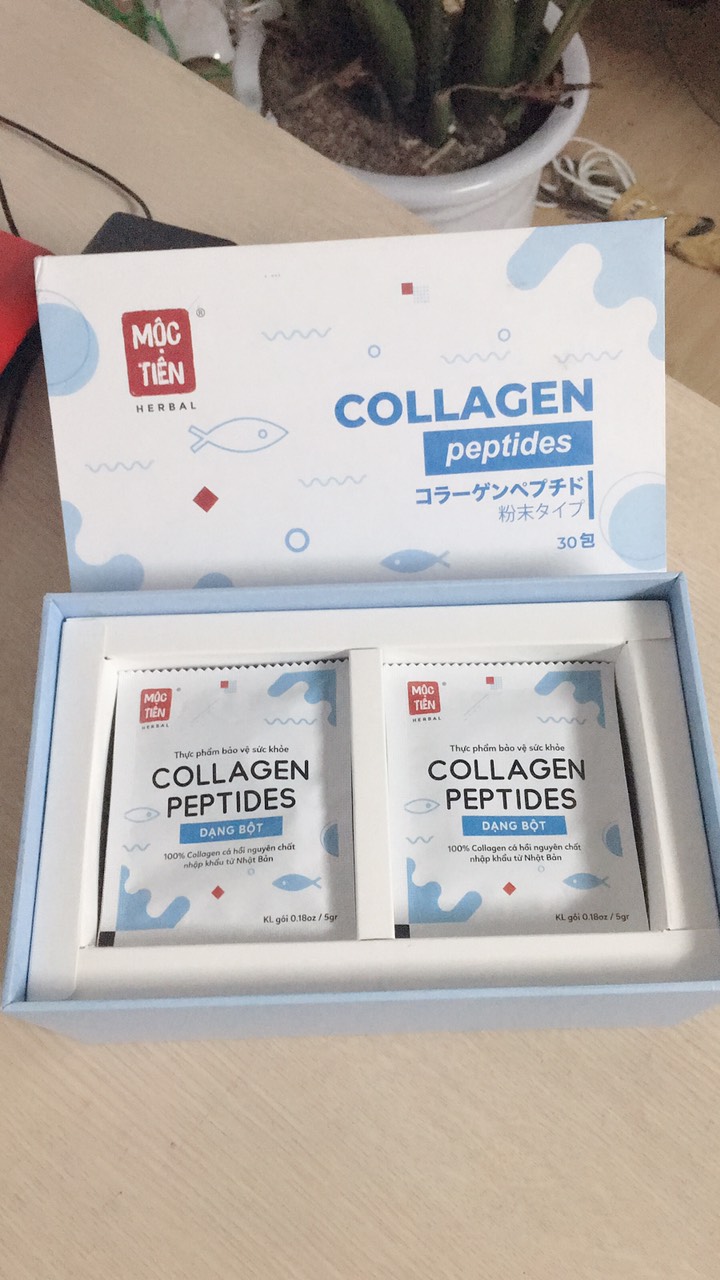 MỘC
TIÊN
®
HERBAL
COLLAGEN
peptides
コラーゲンペプチド
粉末タイプ
30包
MỘC
TIÊN
HERBAL
Thực phẩm bảo vệ sức khỏe
COLLAGEN
PEPTIDES
DẠNG BỘT
100% Collagen cá hồi nguyên chất
nhập khẩu từ Nhật Bản
KL gói 0.18oz / 5gr
MỘC
TIÊN
HERBAL
Thực phẩm bảo vệ sức khỏe
COLLAGEN
PEPTIDES
DẠNG BỘT
100% Collagen cá hồi nguyên chất
nhập khẩu từ Nhật Bản
KL gói 0.18oz / 5gr